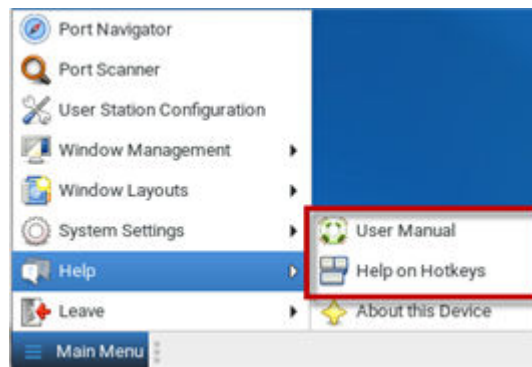 Port Navigator
Port Scanner
User Station Configuration
Window Management
Window Layouts
System Settings
Help
Leave
Main Menu
User Manual
Help on Hotkeys
About this Device